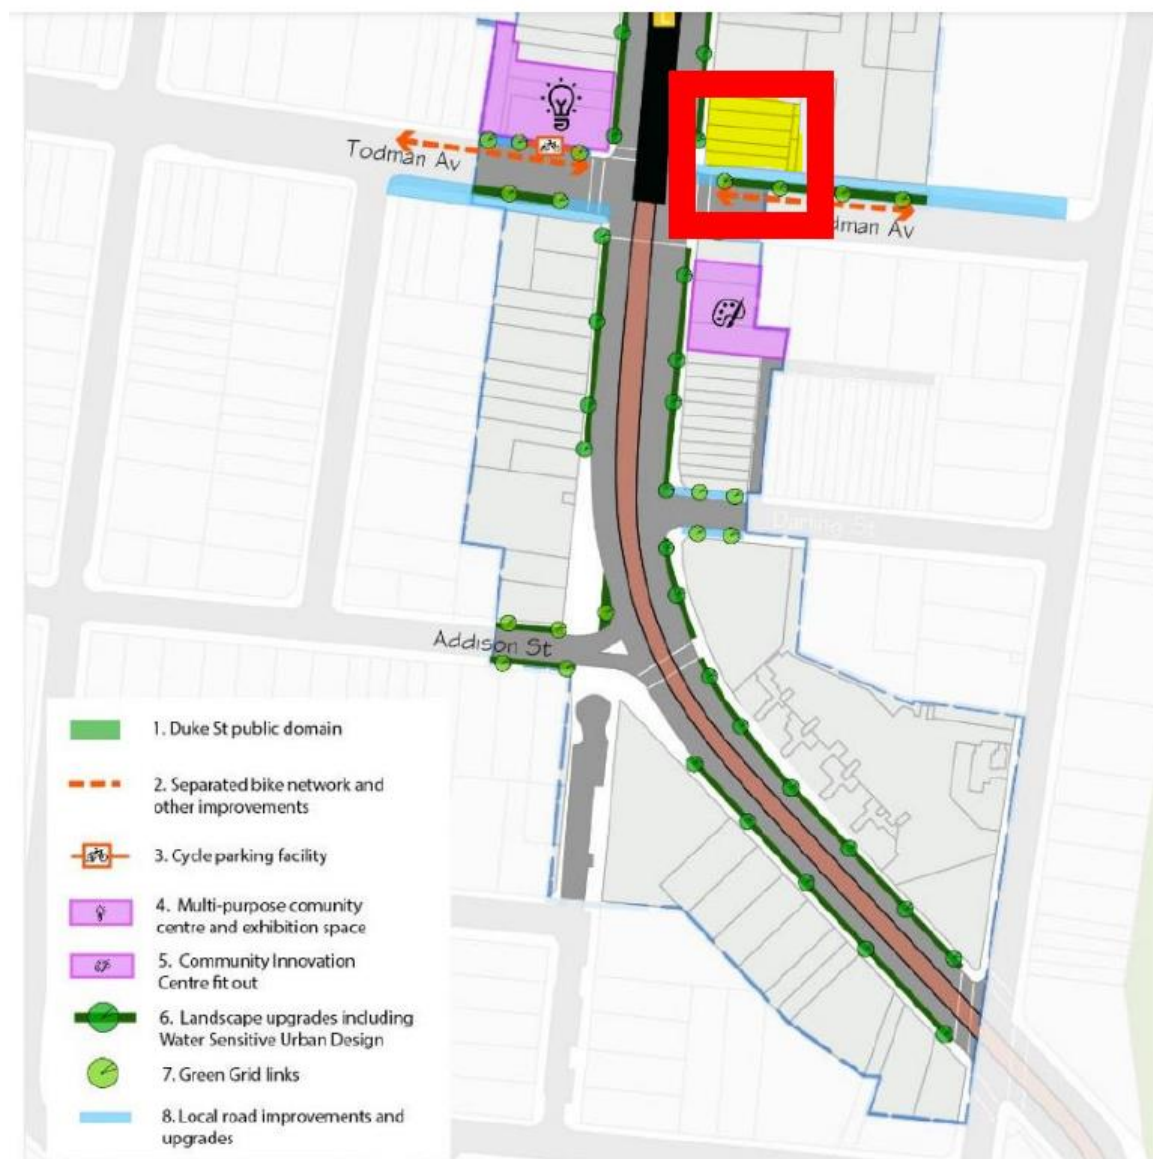 Todman Av
dman Av
Darling St
Addison St
1. Duke St public domain
2. Separated bike network and
other improvements
3. Cycle parking facility
4. Multi-purpose comunity
centre and exhibition space
5. Community Innovation
Centre fit out
6. Landscape upgrades including
Water Sensitive Urban Design
7. Green Grid links
8. Local road improvements and
upgrades